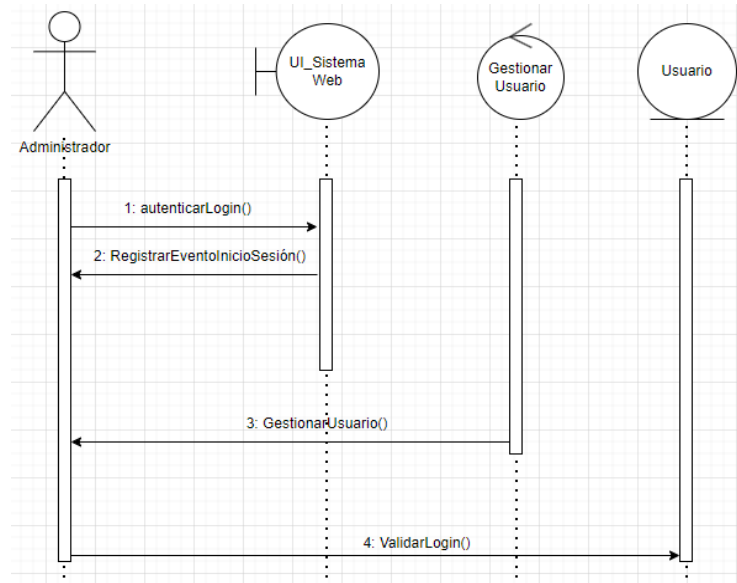 UI_Sistema
Web
Gestionar
Usuario
Usuario
Administrador
1: autenticarLogin()
2: RegistrarEventoInicioSesión()
3: GestionarUsuario()
4: ValidarLogin()